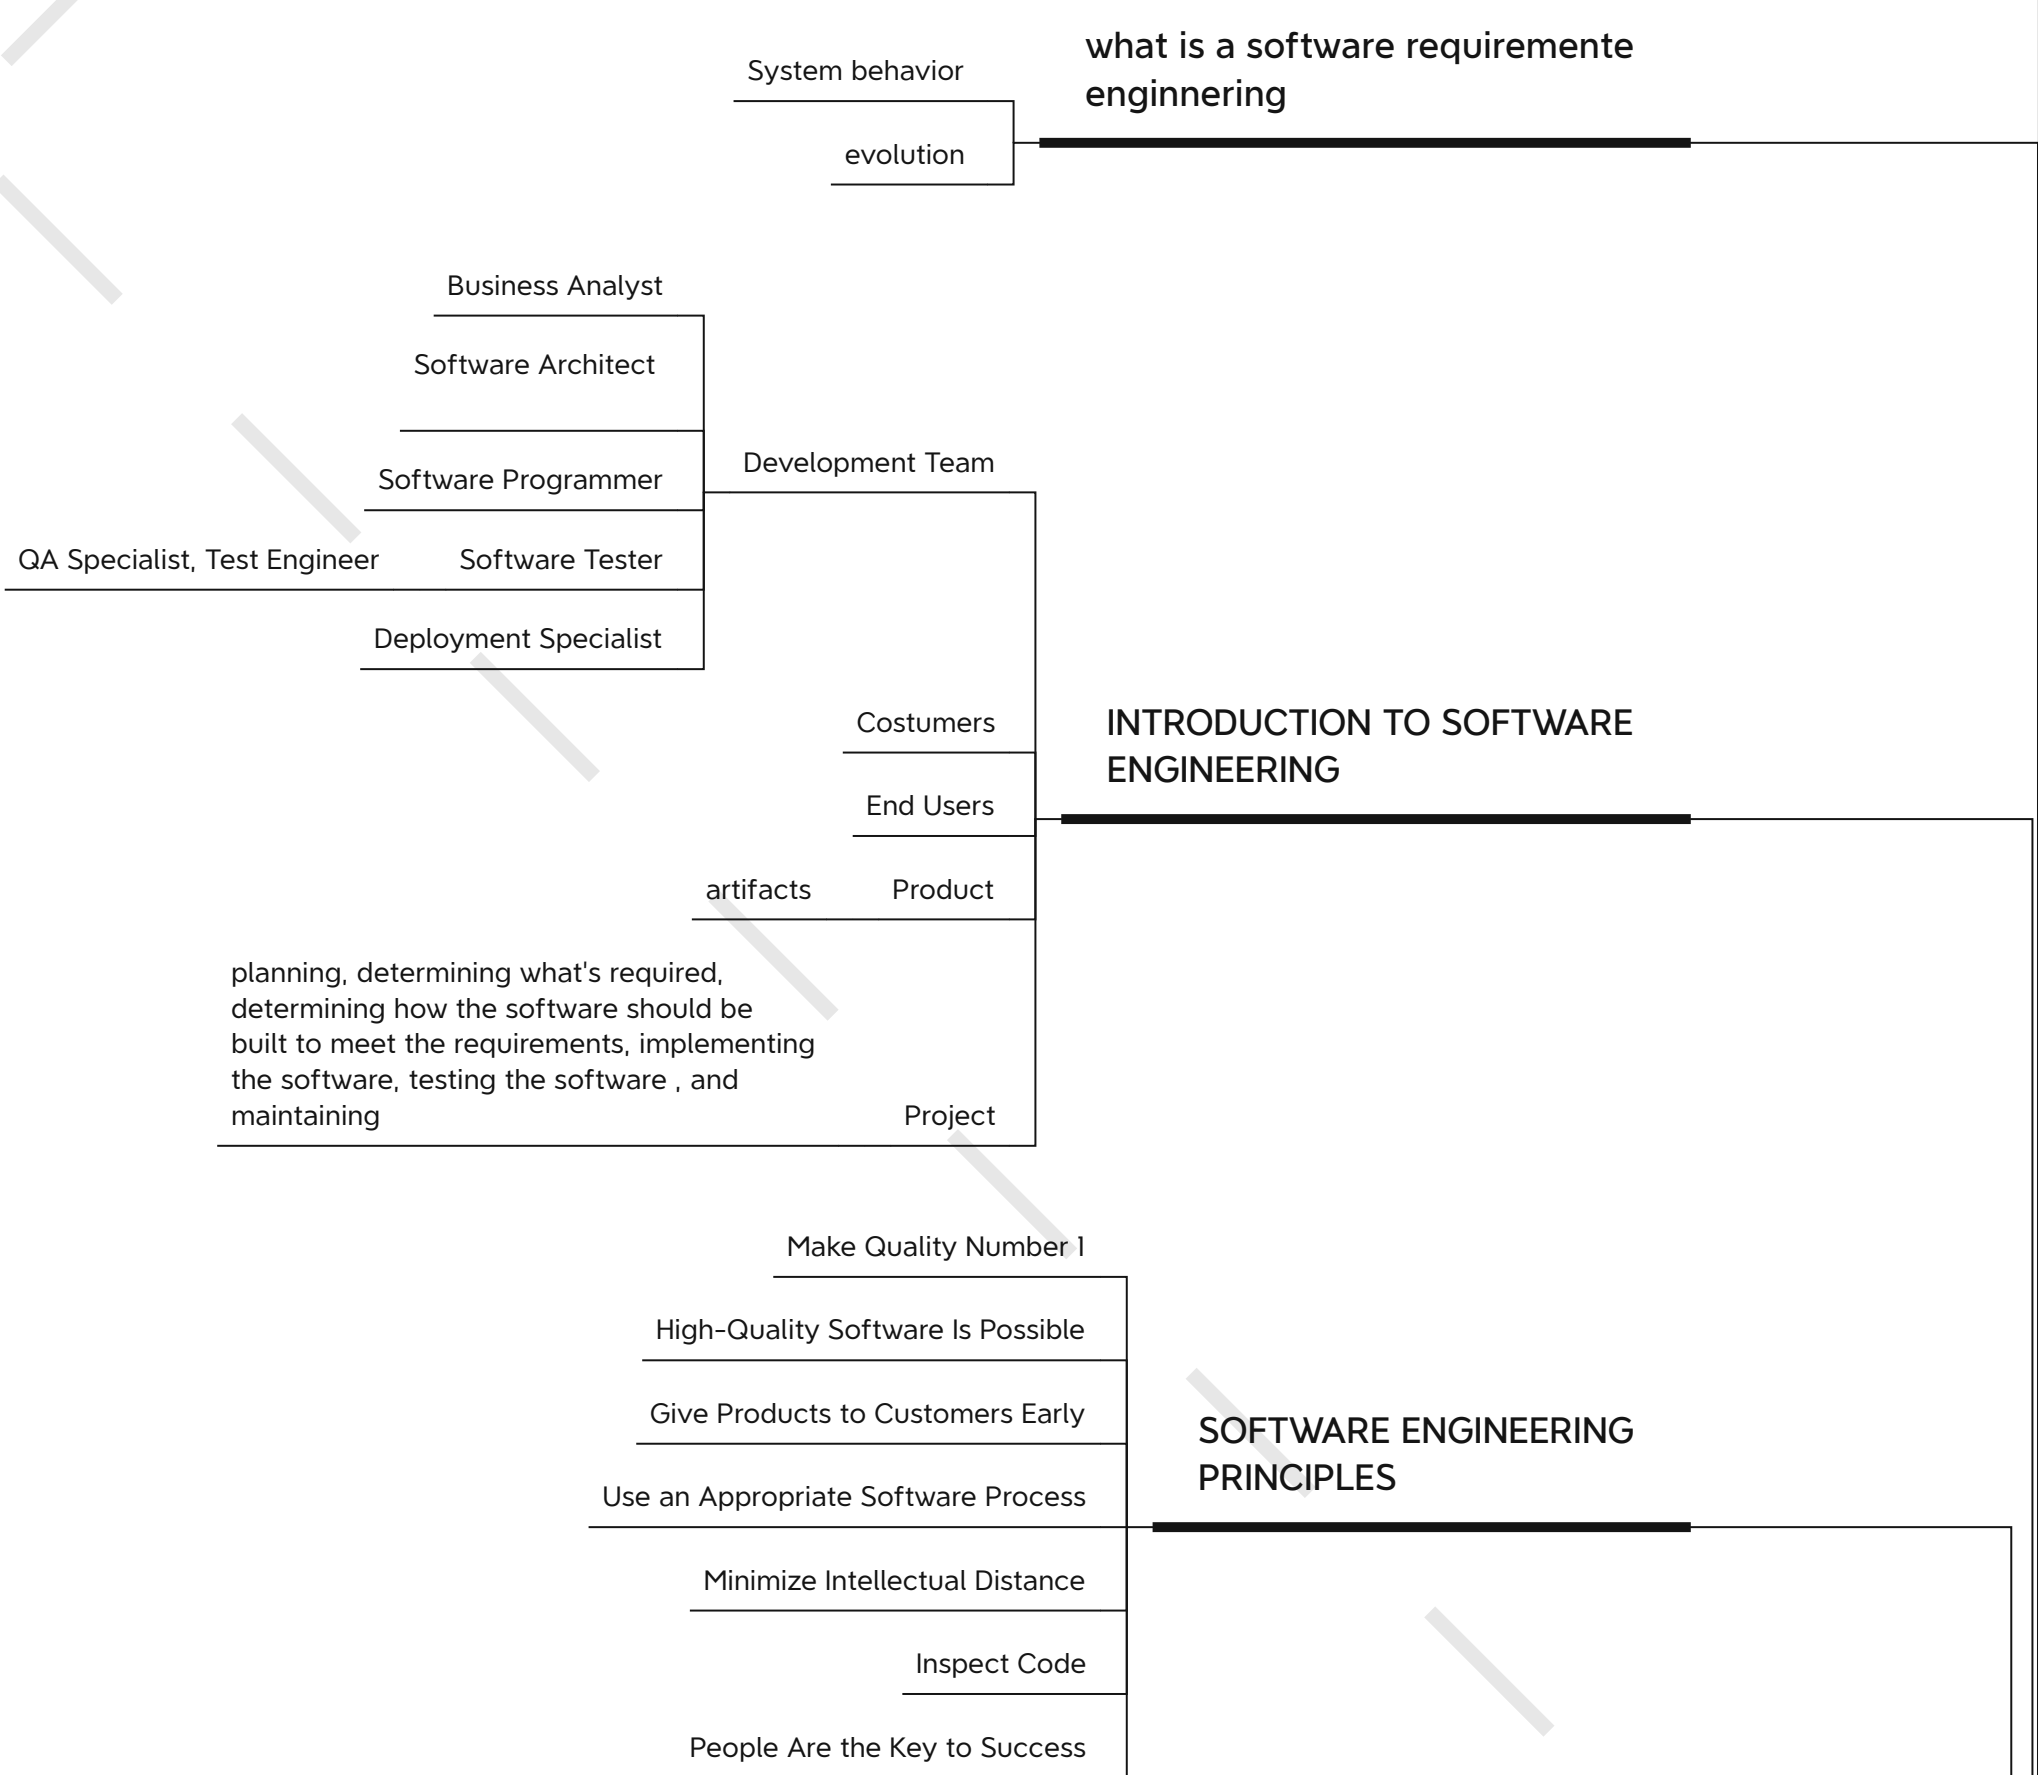 what is a software requiremente
enginnering
System behavior
evolution
INTRODUCTION TO SOFTWARE
ENGINEERING
Development Team
Business Analyst
Software Architect
Software Programmer
Software Tester
QA Specialist, Test Engineer
Deployment Specialist
Costumers
End Users
Product
artifacts
Project
planning, determining what's required,
determining how the software should be
built to meet the requirements, implementing
the software, testing the software , and
maintaining
SOFTWARE ENGINEERING
PRINCIPLES
Make Quality Number 1
High-Quality Software Is Possible
Give Products to Customers Early
Use an Appropriate Software Process
Minimize Intellectual Distance
Inspect Code
People Are the Key to Success